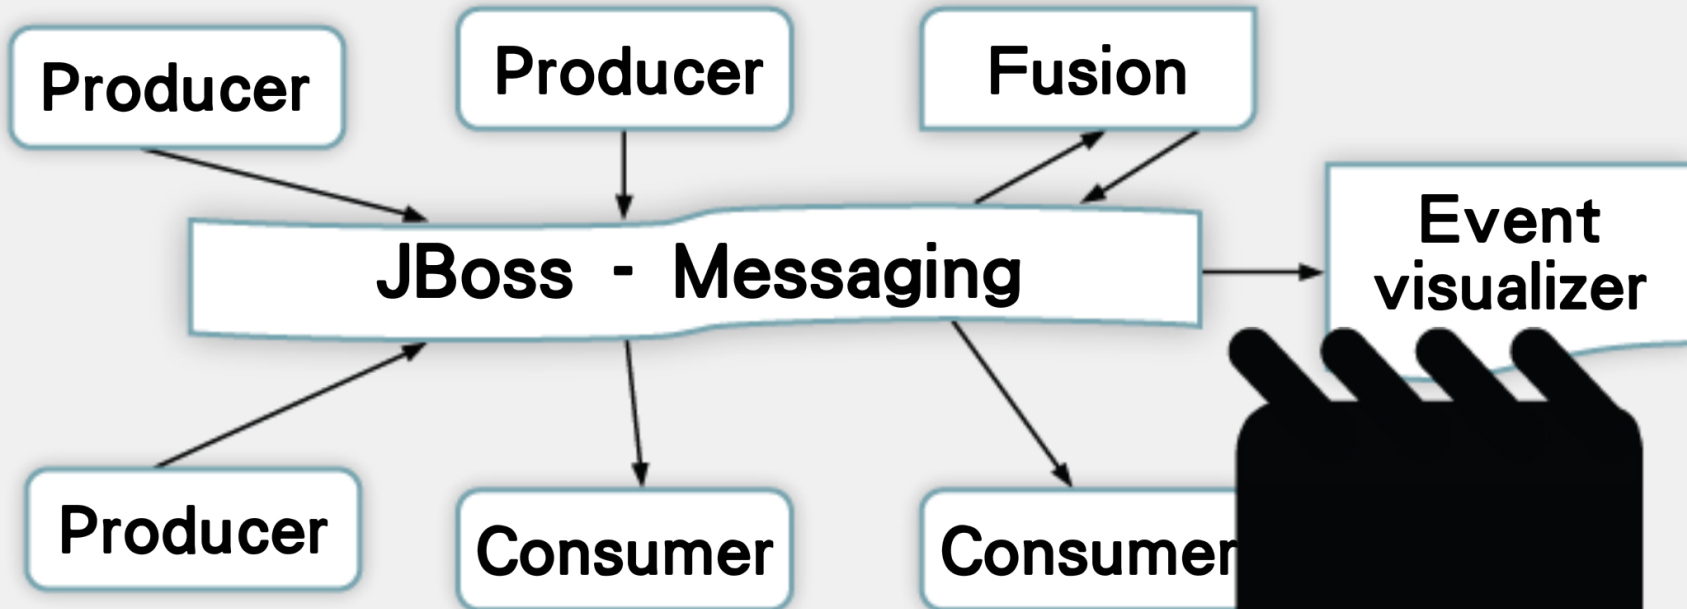 Producer
Producer
Fusion
Event
visualizer
JBoss - Messaging
Producer
Consumer
Consumer